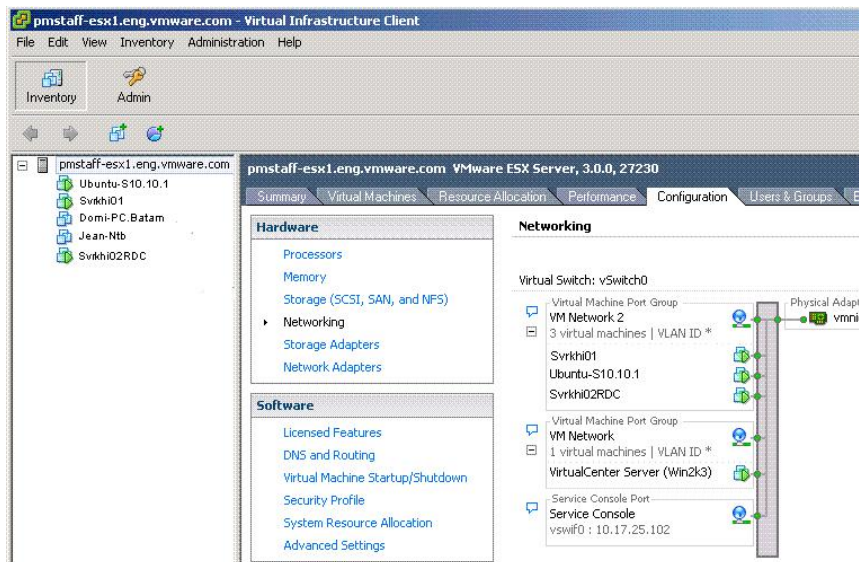 pmstaff-esx1.eng.vmware.com - Virtual Infrastructure Client
File Edit View Inventory Administration Help
Inventory Admin
pmstaff-esx1.eng.vmware.com
Ubuntu-S10.10.1
Svrkhi01
Domi-PC.Batam
Jean-Ntb
Svrkhi02RDC
pmstaff-esx1.eng.vmware.com VMware ESX Server, 3.0.0, 27230
Summary Virtual Machines Resource Allocation Performance Configuration Users & Groups
Hardware
Processors
Memory
Storage (SCSI, SAN, and NFS)
Networking
Storage Adapters
Network Adapters
Software
Licensed Features
DNS and Routing
Virtual Machine Startup/Shutdown
Security Profile
System Resource Allocation
Advanced Settings
Networking
Virtual Switch: vSwitch0
Virtual Machine Port Group
VM Network 2
3 virtual machines | VLAN ID *
Svrkhi01
Ubuntu-S10.10.1
Svrkhi02RDC
Virtual Machine Port Group
VM Network
1 virtual machines | VLAN ID *
VirtualCenter Server (Win2k3)
Service Console Port
Service Console
vswif0 : 10.17.25.102
Physical Adap
vmni